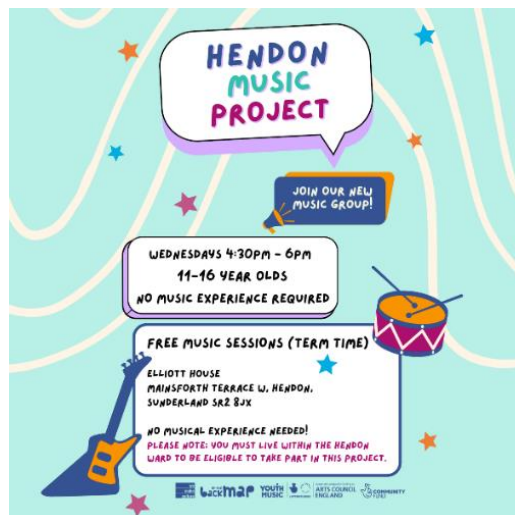 HENDON
MUSIC
PROJECT
JOIN OUR NEW
MUSIC GROUP!
WEDNESDAYS 4:30PM - 6PM
11-16 YEAR OLDS
NO MUSIC EXPERIENCE REQUIRED
FREE MUSIC SESSIONS (TERM TIME)
ELLIOTT HOUSE
MAINSFORTH TERRACE W, HENDON,
SUNDERLAND SR2 8JX
NO MUSICAL EXPERIENCE NEEDED!
PLEASE NOTE: YOU MUST LIVE WITHIN THE HENDON
WARD TO BE ELIGIBLE TO TAKE PART IN THIS PROJECT.
back map
YOUTH
MUSIC
ARTS COUNCIL
ENGLAND
COMMUNITY
FUND